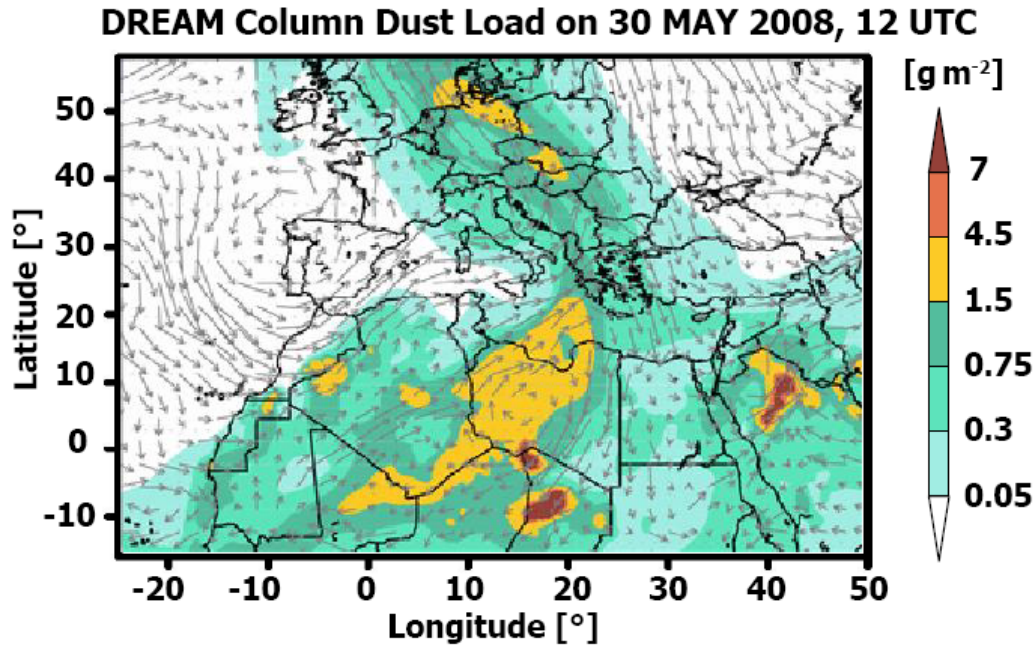 DREAM Column Dust Load on 30 MAY 2008, 12 UTC
[g m-2]
50
40
30
20
10
0
-10
Latitude [°]
7
4.5
1.5
0.75
0.3
0.05
-20 -10 0 10 20 30 40 50
Longitude [°]